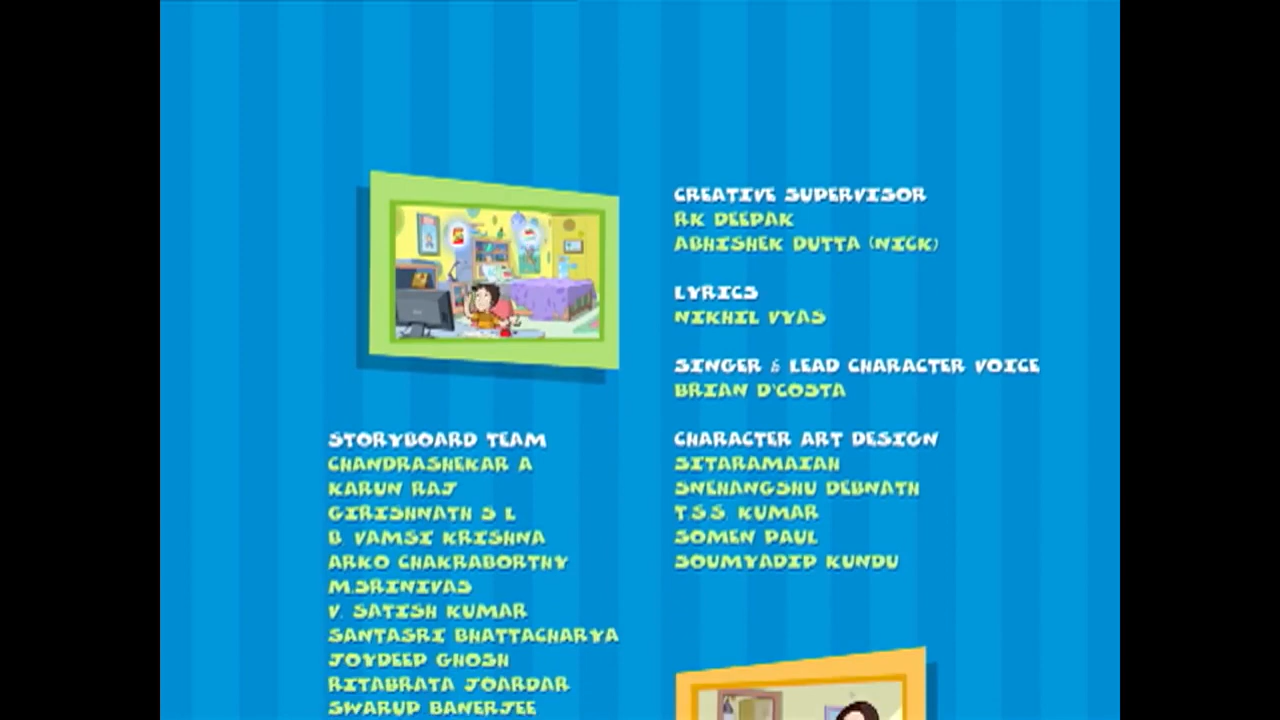 CREATIVE SUPERVISOR
RK DEEPAK
ABHISHEK DUTTA (NICK)
LYRICS
NIKHIL VYAS
SINGER & LEAD CHARACTER VOICE
BRIAN D'COSTA
STORYBOARD TEAM
CHANDRASHEKAR A
KARUN RAJ
GIRISHNATH S L
B VAMSI KRISHNA
ARKO CHAKRABORTHY
M.SRINIVAS
V. SATISH KUMAR
SANTASRI BHATTACHARYA
JOYDEEP GHOSH
RITABRATA JOARDAR
SWARUP BANERJEE
CHARACTER ART DESIGN
SITARAMAIAH
SNEHANGSHU DEBNATH
T.S.S. KUMAR
SOMEN PAUL
SOUMYADIP KUNDU